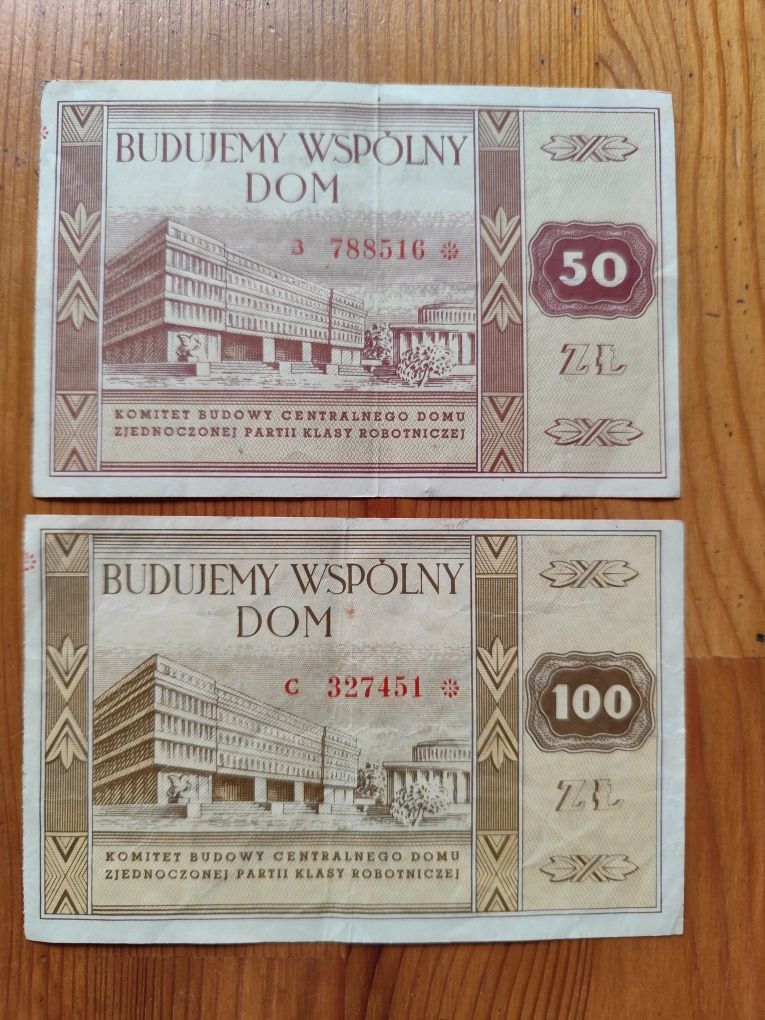 BUDUJEMY WSPÓLNY
DOM
B 788516
50
ZŁ
KOMITET BUDOWY CENTRALNEGO DOMU
ZJEDNOCZONEJ PARTII KLASY ROBOTNICZEJ
BUDUJEMY WSPÓLNY
DOM
C 327451
100
ZŁ
KOMITET BUDOWY CENTRALNEGO DOMU
ZJEDNOCZONEJ PARTII KLASY ROBOTNICZEJ